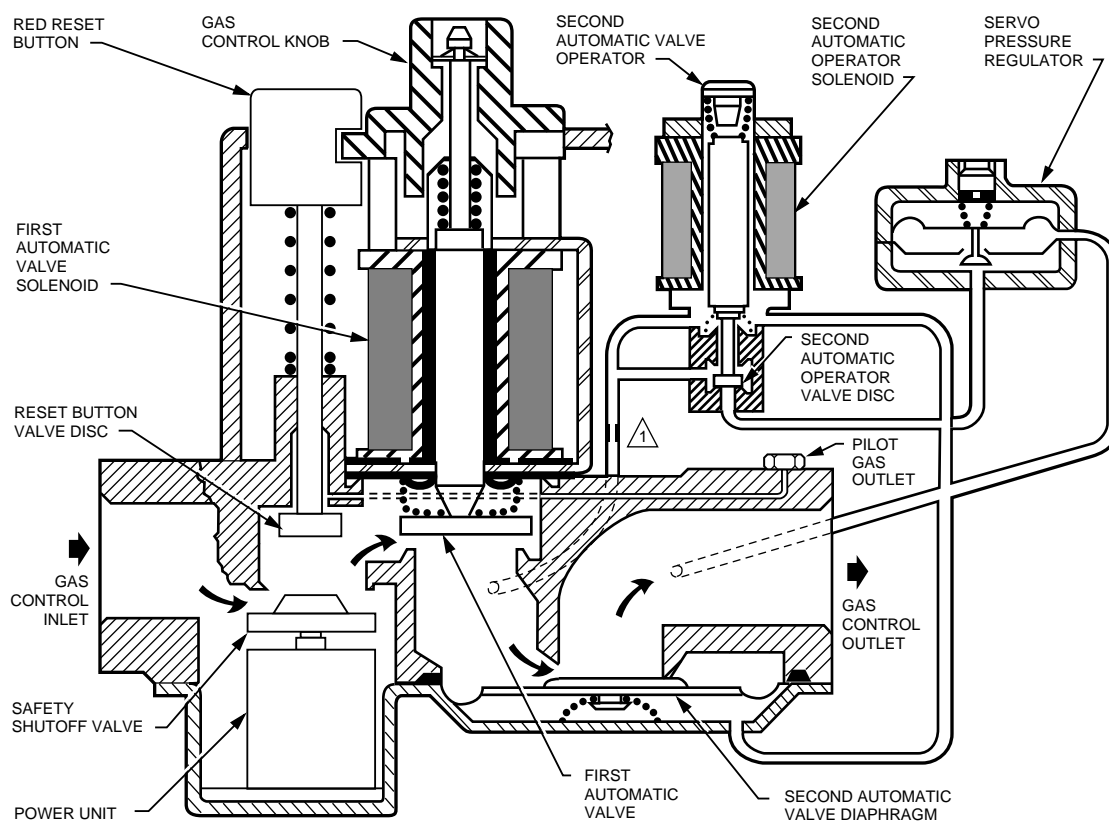 RED RESET
BUTTON
GAS
CONTROL KNOB
SECOND
AUTOMATIC VALVE
OPERATOR
SECOND
AUTOMATIC
OPERATOR
SOLENOID
SERVO
PRESSURE
REGULATOR
FIRST
AUTOMATIC
VALVE
SOLENOID
SECOND
AUTOMATIC
OPERATOR
VALVE DISC
RESET BUTTON
VALVE DISC
1
PILOT
GAS
OUTLET
GAS
CONTROL
INLET
GAS
CONTROL
OUTLET
SAFETY
SHUTOFF VALVE
POWER UNIT
FIRST
AUTOMATIC
VALVE
SECOND AUTOMATIC
VALVE DIAPHRAGM